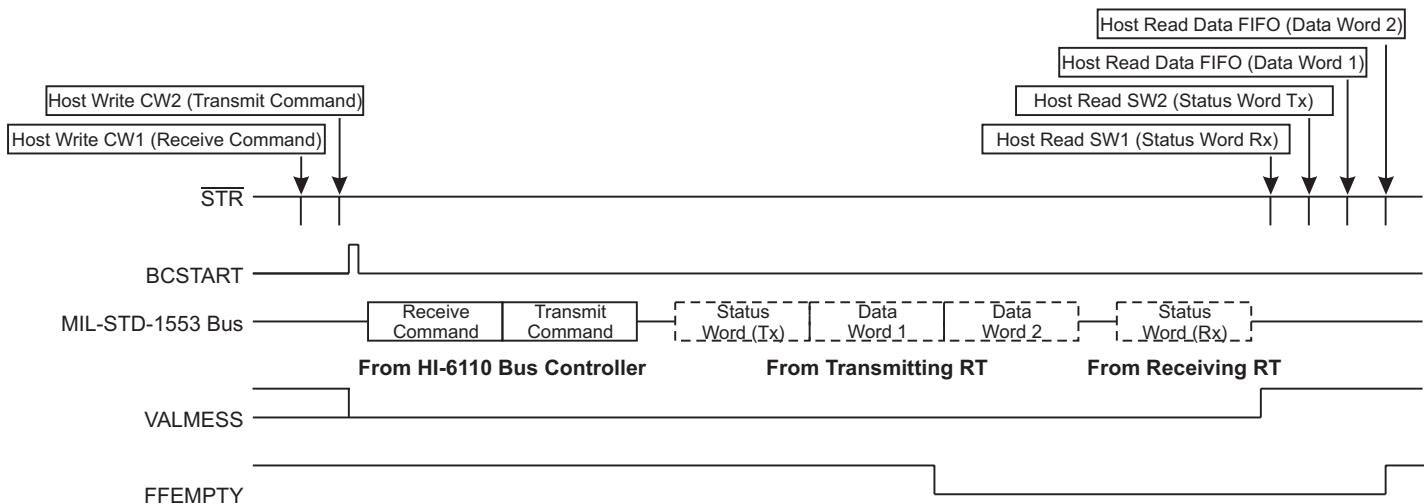 Host Read Data FIFO (Data Word 2)
Host Read Data FIFO (Data Word 1)
Host Write CW2 (Transmit Command)
Host Read SW2 (Status Word Tx)
Host Write CW1 (Receive Command)
Host Read SW1 (Status Word Rx)
STR
BCSTART
MIL-STD-1553 Bus
Receive
Command
Transmit
Command
Status
Word (Tx)
Data
Word 1
Data
Word 2
Status
Word (Rx)
From HI-6110 Bus Controller
From Transmitting RT
From Receiving RT
VALMESS
FFEMPTY